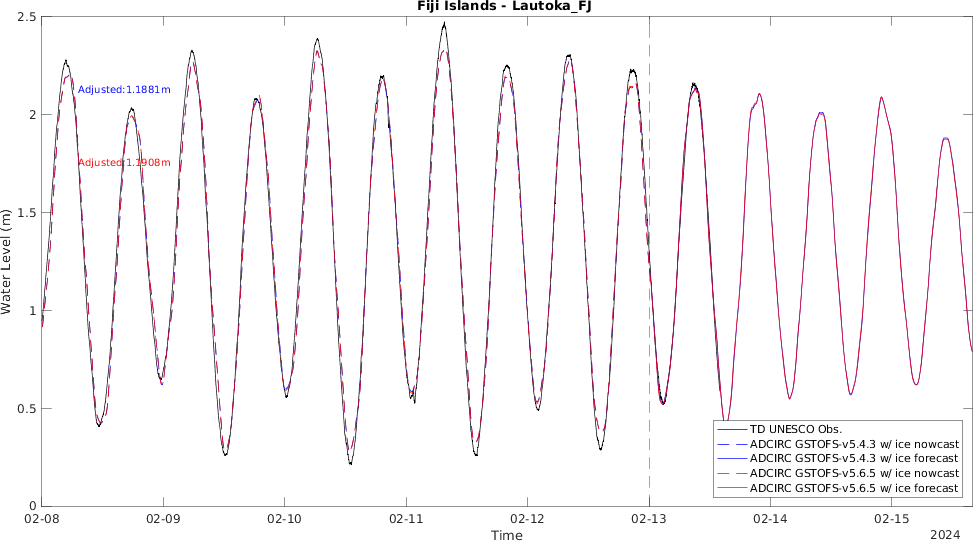 Fiji Islands - Lautoka_FJ
2.5
2
1.5
1
0.5
0
Water Level (m)
Adjusted:1.1881m
Adjusted:1.1908m
TD UNESCO Obs.
ADCIRC GSTOFS-v5.4.3 w/ ice nowcast
ADCIRC GSTOFS-v5.4.3 w/ ice forecast
ADCIRC GSTOFS-v5.6.5 w/ ice nowcast
ADCIRC GSTOFS-v5.6.5 w/ ice forecast
02-08 02-09 02-10 02-11 02-12 02-13 02-14 02-15
Time
2024